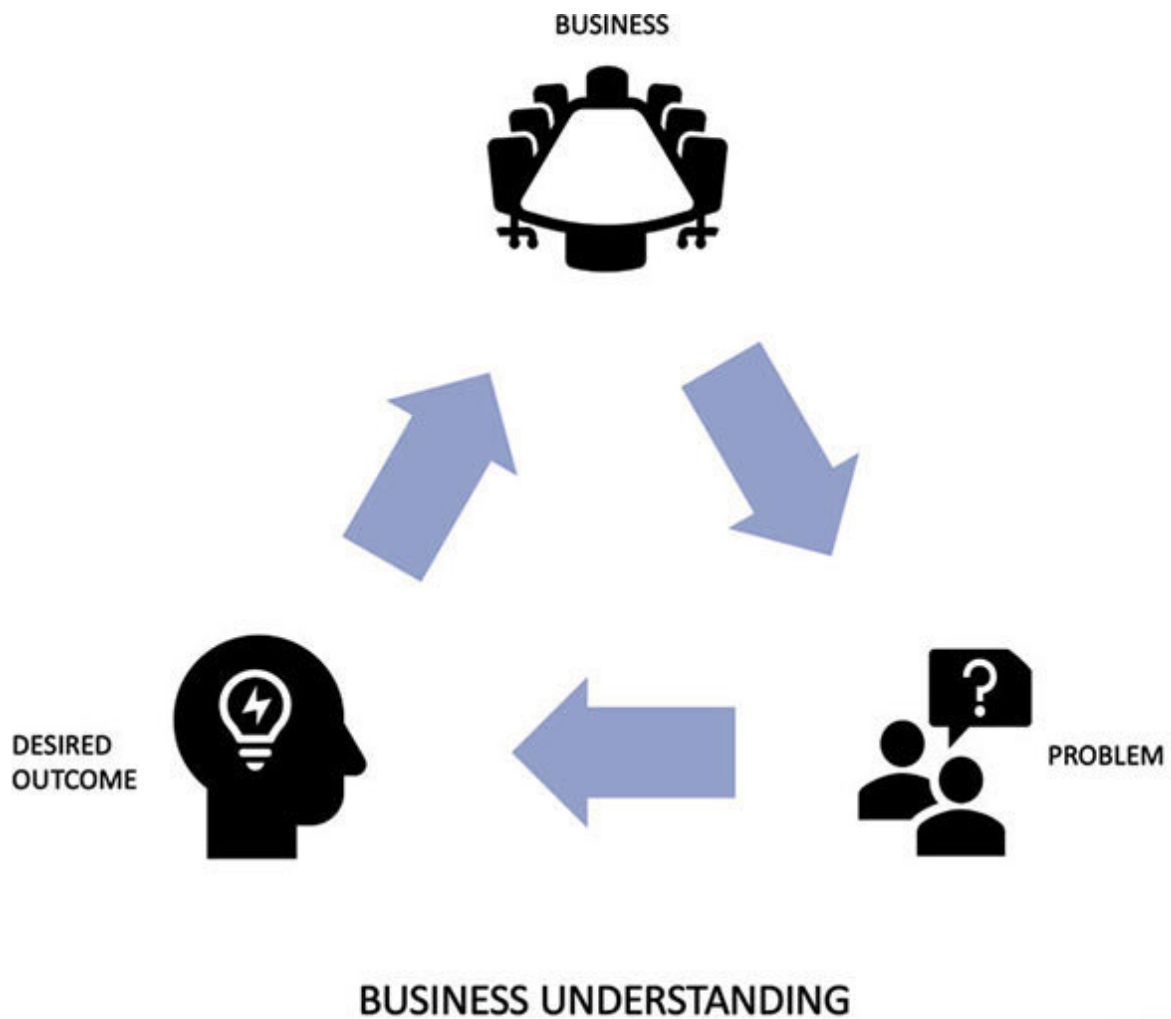 BUSINESS
?
PROBLEM
DESIRED
OUTCOME
BUSINESS UNDERSTANDING